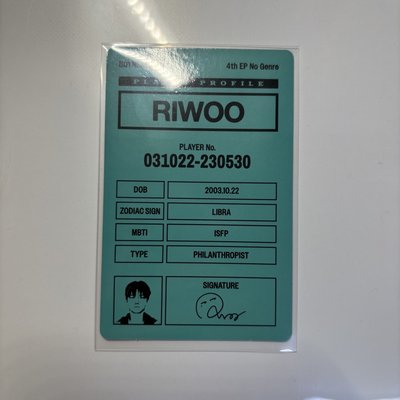 4th EP No Genre
PROFILE
RIWOO
PLAYER No.
031022-230530
DOB 2003.10.22
ZODIAC SIGN LIBRA
MBTI ISFP
TYPE PHILANTHROPIST
SIGNATURE